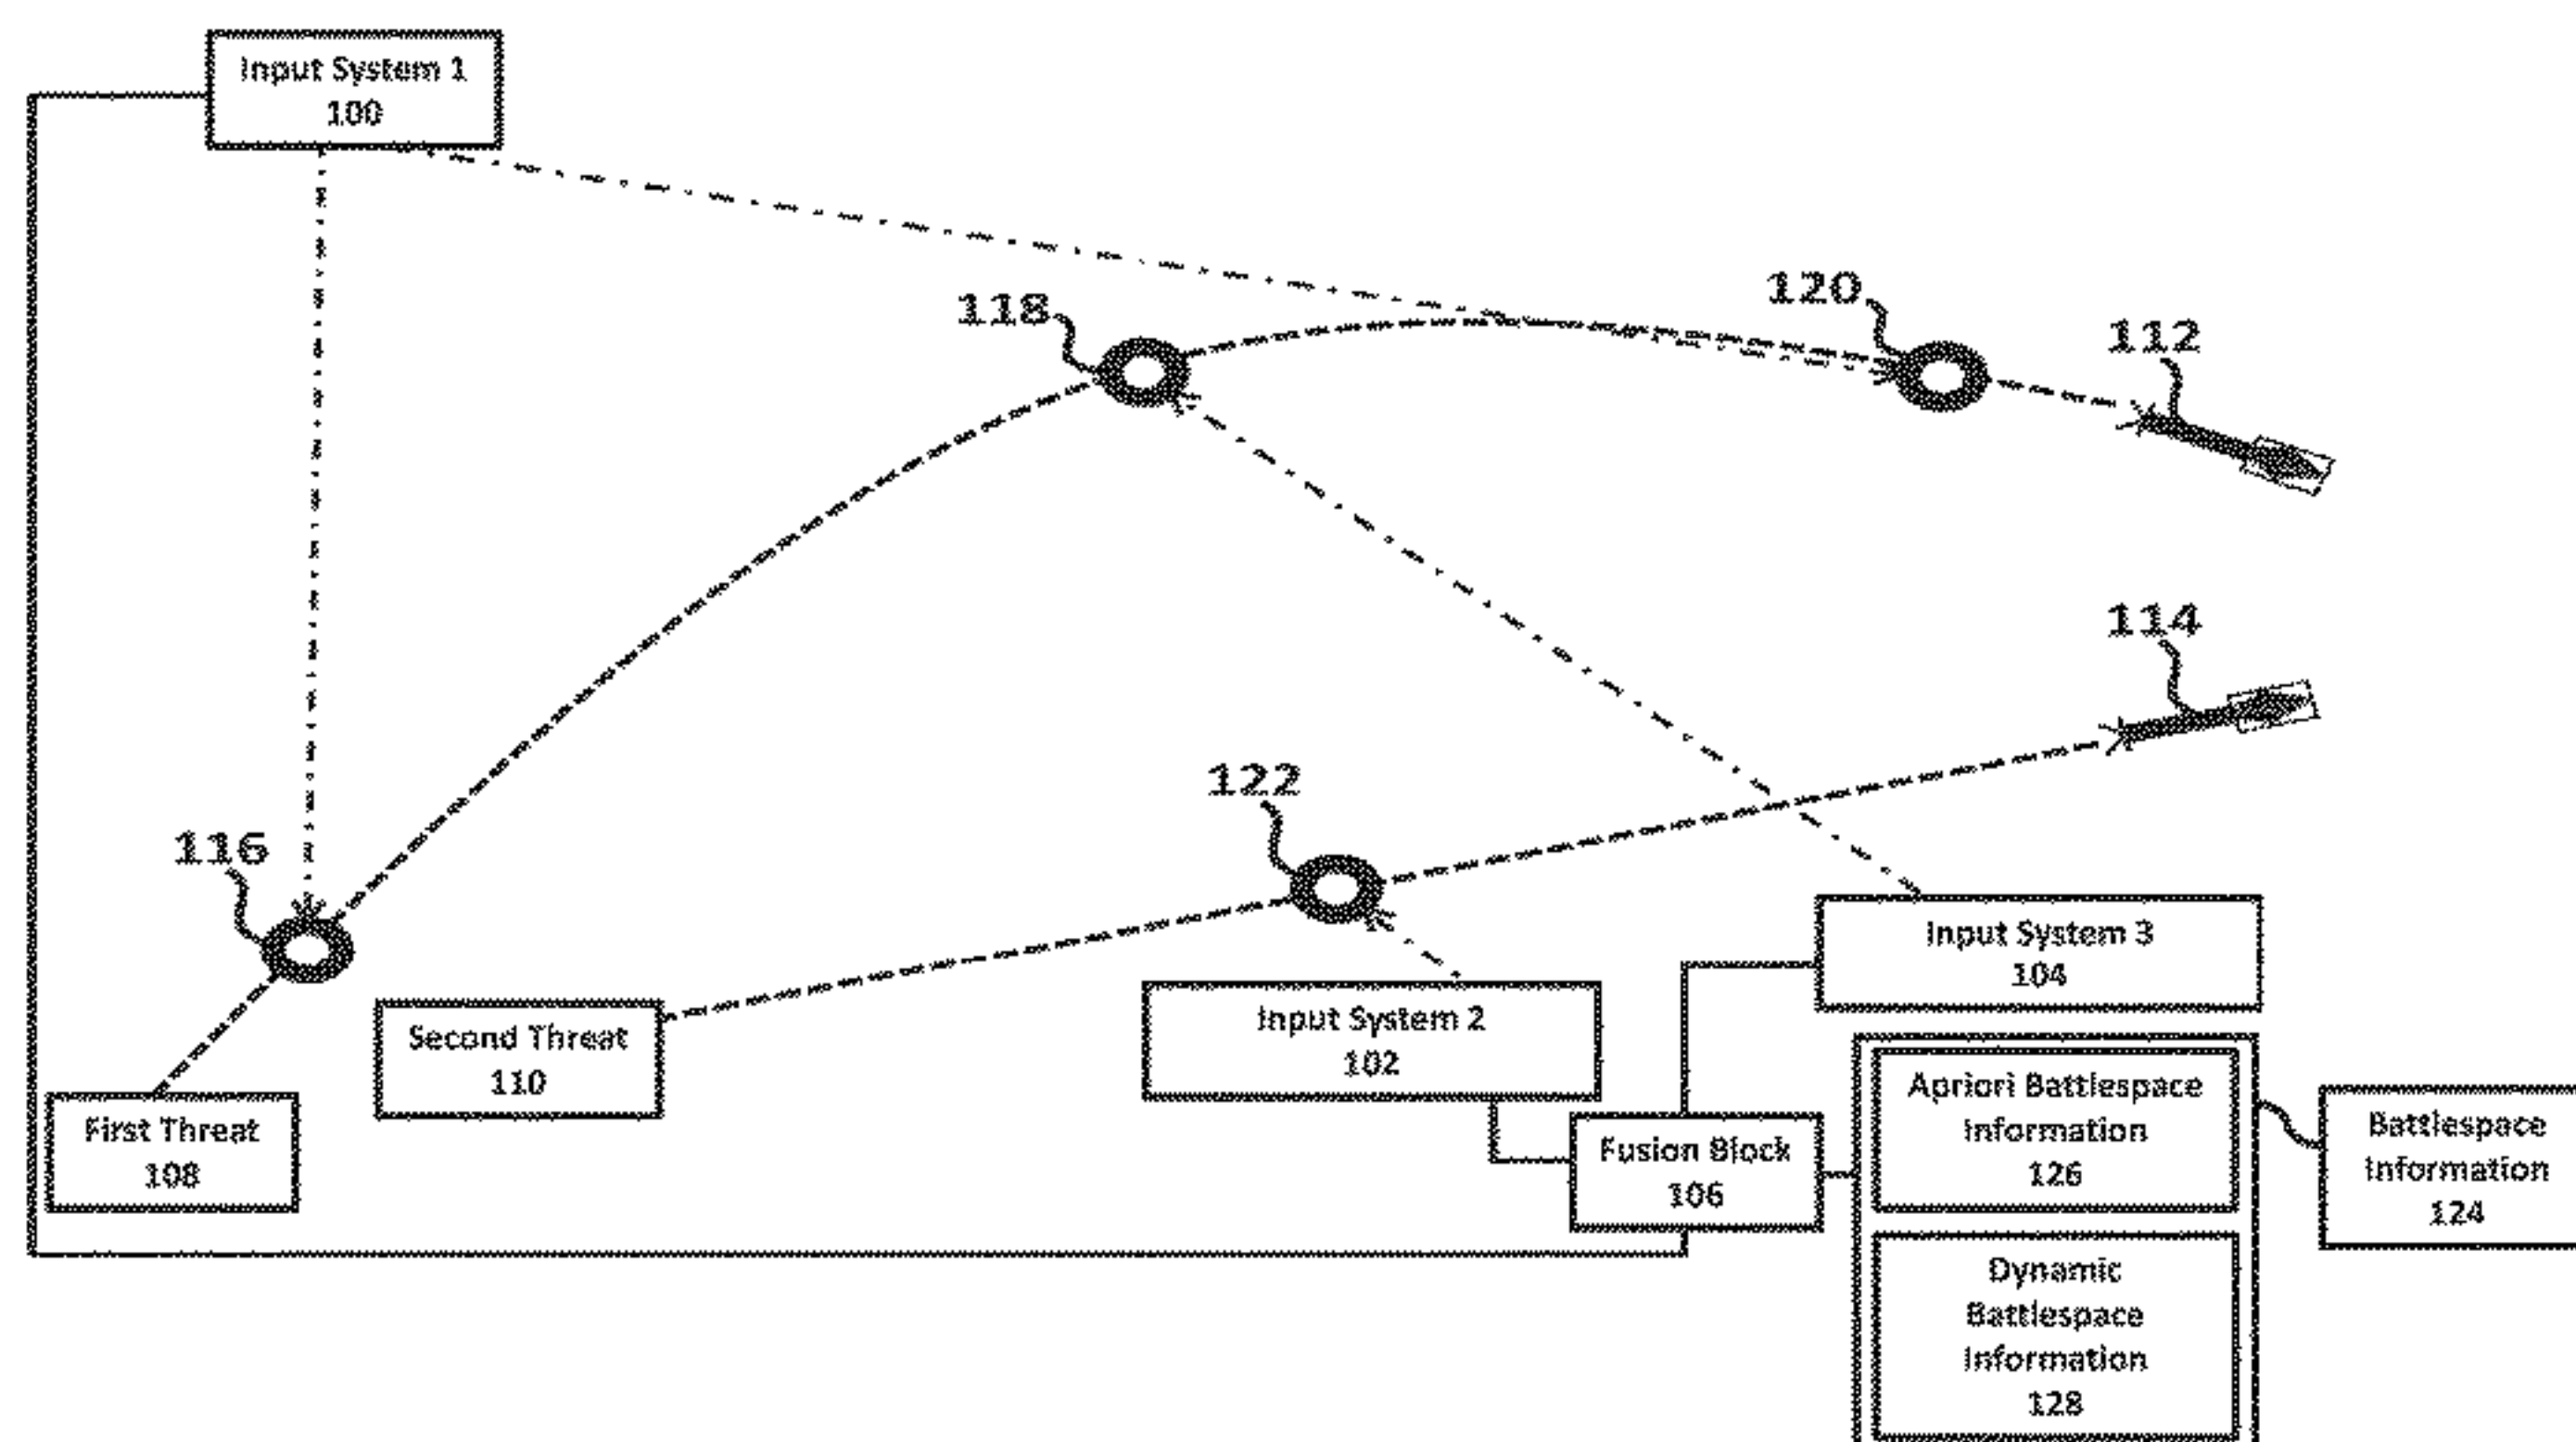 Input System 1
100
118
120
112
114
122
116
Input System 3
104
Second Threat
110
Input System 2
102
Apriori Battlespace
Information
126
First Threat
108
Fusion Block
106
Battlespace
Information
124
Dynamic
Battlespace
Information
128